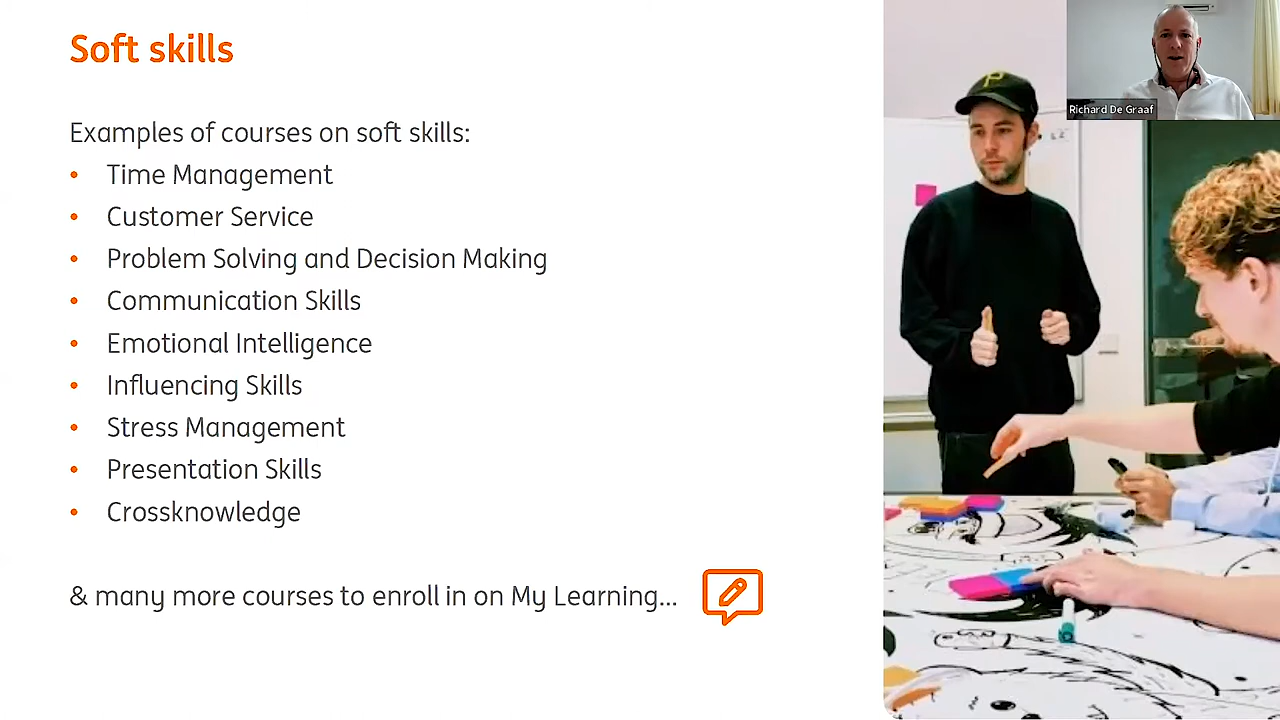 Soft skills
Examples of courses on soft skills:
• Time Management
• Customer Service
• Problem Solving and Decision Making
• Communication Skills
• Emotional Intelligence
• Influencing Skills
• Stress Management
• Presentation Skills
• Crossknowledge
& many more courses to enroll in on My Learning...
Richard De Graaf
P